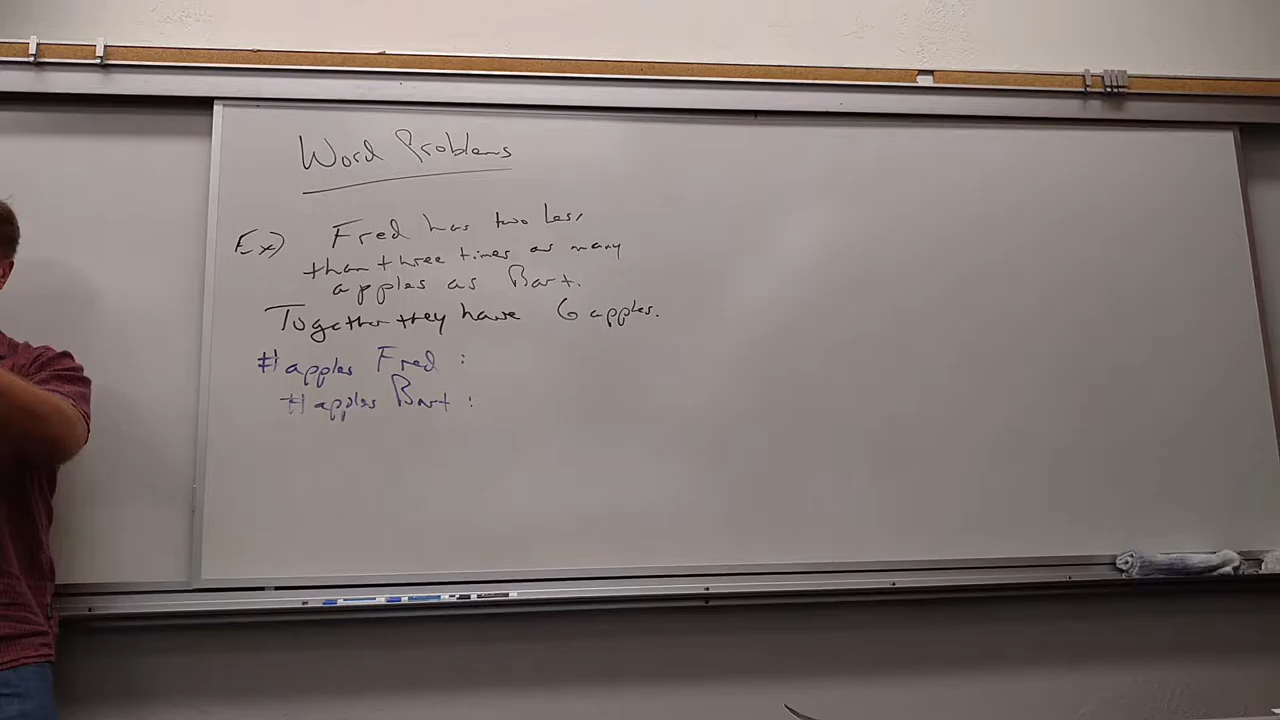 Word Problems
Ex) Fred has two less
than three times as many
apples as Bart.
Together they have 6 apples.
# apples Fred :
# apples Bart :